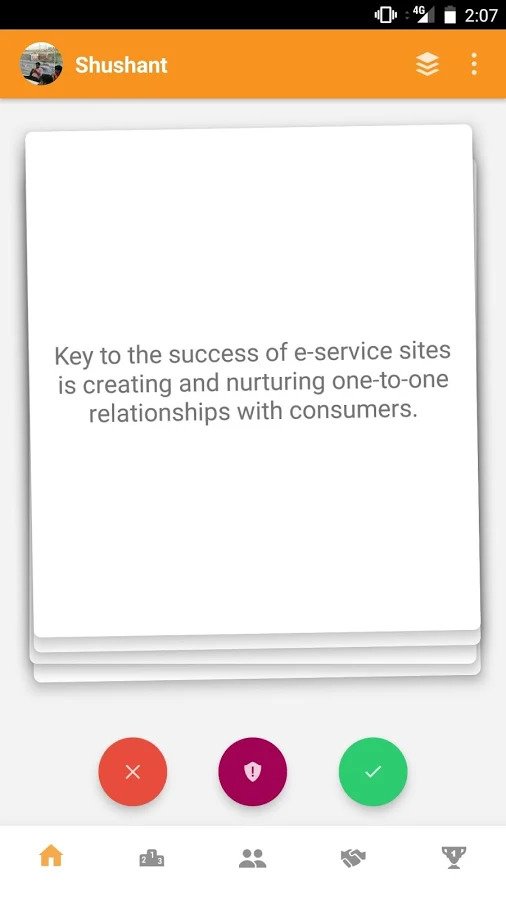 4G 2:07
Shushant
Key to the success of e-service sites
is creating and nurturing one-to-one
relationships with consumers.
2 1 3
1